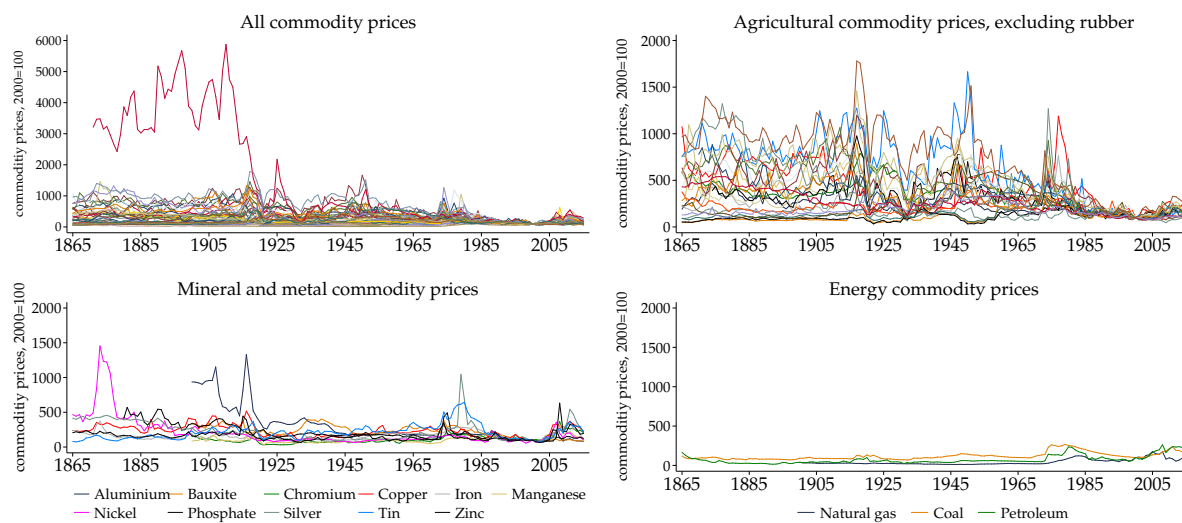 All commodity prices
commodity prices, 2000=100
6000
5000
4000
3000
2000
1000
0
1865 1885 1905 1925 1945 1965 1985 2005
Agricultural commodity prices, excluding rubber
commodity prices, 2000=100
2000
1500
1000
500
0
1865 1885 1905 1925 1945 1965 1985 2005
Mineral and metal commodity prices
commodity prices, 2000=100
2000
1500
1000
500
0
1865 1885 1905 1925 1945 1965 1985 2005
Aluminium Bauxite Chromium Copper Iron Manganese
Nickel Phosphate Silver Tin Zinc
Energy commodity prices
commodity prices, 2000=100
2000
1500
1000
500
0
1865 1885 1905 1925 1945 1965 1985 2005
Natural gas Coal Petroleum